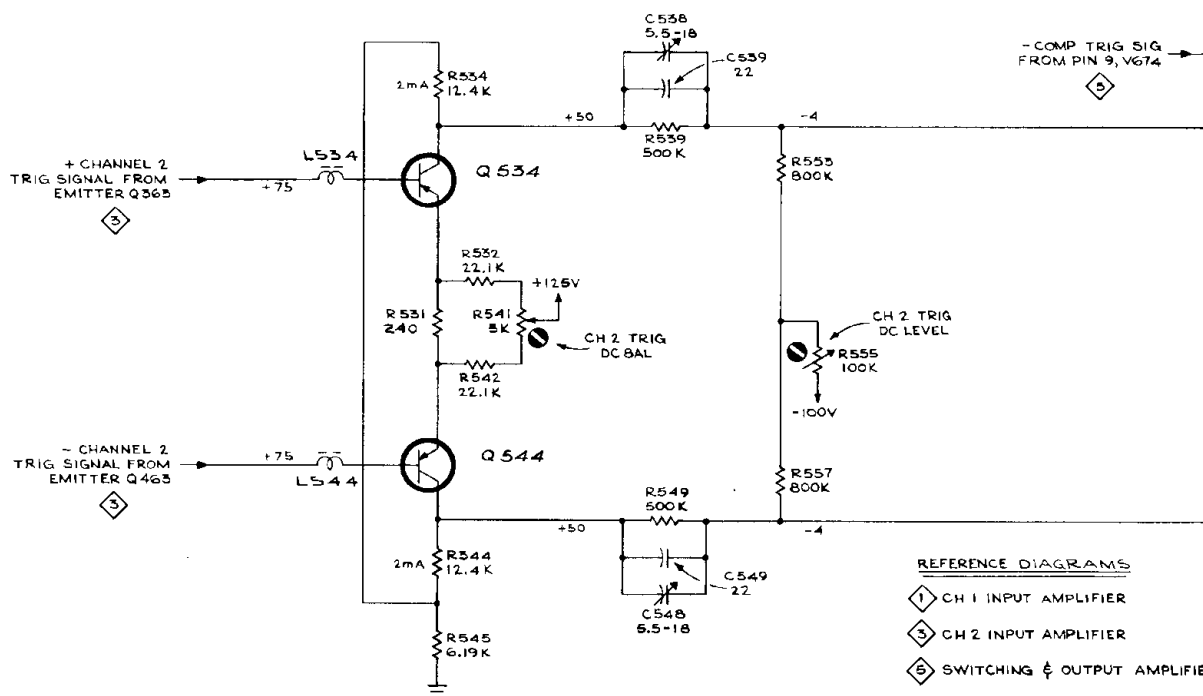 C538
5.5-18
C539
22
- COMP TRIG SIG
FROM PIN 9, V674
5
2mA
R534
12.4K
+50
R539
500K
-4
+ CHANNEL 2
TRIG SIGNAL FROM
EMITTER Q363
3
+75
L534
Q534
R553
800K
R532
22.1K
+125V
R531
240
R541
5K
CH 2 TRIG
DC BAL
R542
22.1K
CH 2 TRIG
DC LEVEL
R555
100K
-100V
- CHANNEL 2
TRIG SIGNAL FROM
EMITTER Q463
3
+75
L544
Q544
R557
800K
R549
500K
+50
-4
2mA
R544
12.4K
C549
22
C548
5.5-18
R545
6.19K
REFERENCE DIAGRAMS
1 CH 1 INPUT AMPLIFIER
3 CH 2 INPUT AMPLIFIER
5 SWITCHING & OUTPUT AMPLIFIE